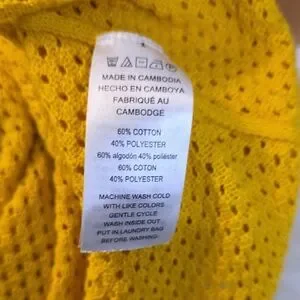 MADE IN CAMBODIA
HECHO EN CAMBOYA
FABRIQUÉ AU
CAMBODGE
60% COTTON
40% POLYESTER
60% algodón 40% poliéster
60% COTON
40% POLYESTER
MACHINE WASH COLD
WITH LIKE COLORS
GENTLE CYCLE
WASH INSIDE OUT
PUT IN LAUNDRY BAG
BEFORE WASHING